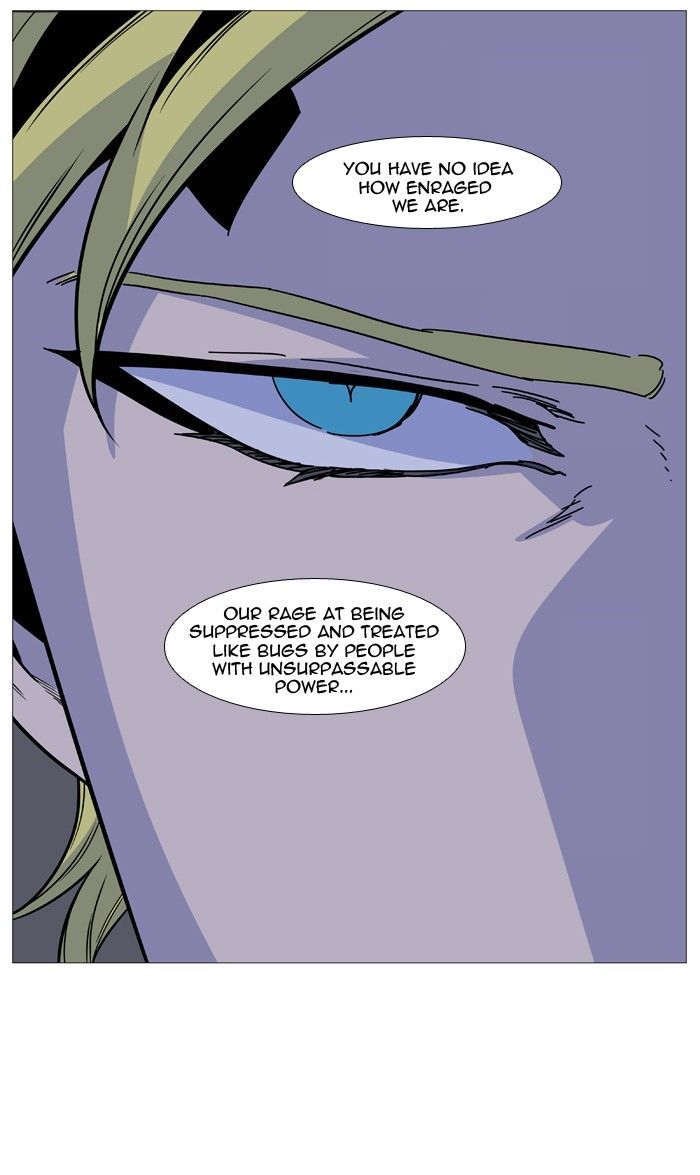 YOU HAVE NO IDEA
HOW ENRAGED
WE ARE.
OUR RAGE AT BEING
SUPPRESSED AND TREATED
LIKE BUGS BY PEOPLE
WITH UNSURPASSABLE
POWER...